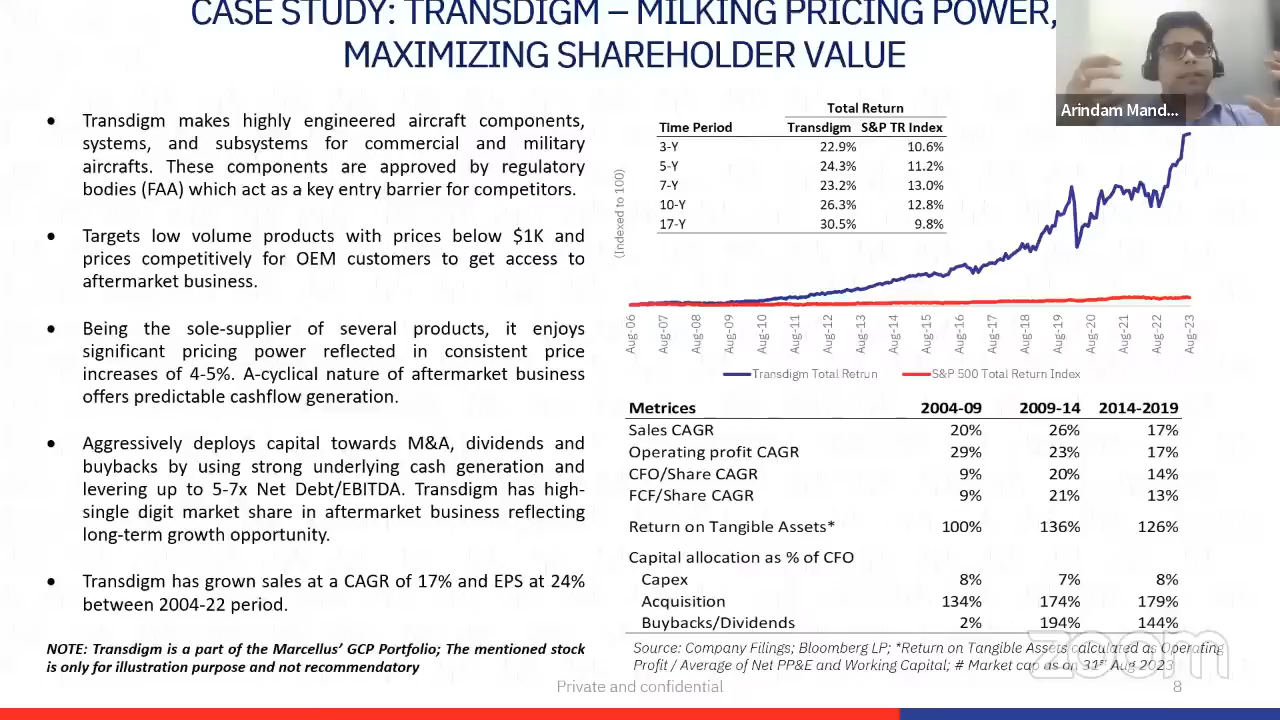 CASE STUDY: TRANSDIGM – MILKING PRICING POWER,
MAXIMIZING SHAREHOLDER VALUE
Arindam Mand...
• Transdigm makes highly engineered aircraft components,
systems, and subsystems for commercial and military
aircrafts. These components are approved by regulatory
bodies (FAA) which act as a key entry barrier for competitors.
• Targets low volume products with prices below $1K and
prices competitively for OEM customers to get access to
aftermarket business.
• Being the sole-supplier of several products, it enjoys
significant pricing power reflected in consistent price
increases of 4-5%. A-cyclical nature of aftermarket business
offers predictable cashflow generation.
• Aggressively deploys capital towards M&A, dividends and
buybacks by using strong underlying cash generation and
levering up to 5-7x Net Debt/EBITDA. Transdigm has high-
single digit market share in aftermarket business reflecting
long-term growth opportunity.
• Transdigm has grown sales at a CAGR of 17% and EPS at 24%
between 2004-22 period.
NOTE: Transdigm is a part of the Marcellus’ GCP Portfolio; The mentioned stock
is only for illustration purpose and not recommendatory
Total Return
Time Period Transdigm S&P TR Index
3-Y 22.9% 10.6%
5-Y 24.3% 11.2%
7-Y 23.2% 13.0%
10-Y 26.3% 12.8%
17-Y 30.5% 9.8%
(Indexed to 100)
Aug-06 Aug-07 Aug-08 Aug-09 Aug-10 Aug-11 Aug-12 Aug-13 Aug-14 Aug-15 Aug-16 Aug-17 Aug-18 Aug-19 Aug-20 Aug-21 Aug-22 Aug-23
Transdigm Total Retrun S&P 500 Total Return Index
Metrices 2004-09 2009-14 2014-2019
Sales CAGR 20% 26% 17%
Operating profit CAGR 29% 23% 17%
CFO/Share CAGR 9% 20% 14%
FCF/Share CAGR 9% 21% 13%
Return on Tangible Assets* 100% 136% 126%
Capital allocation as % of CFO
Capex 8% 7% 8%
Acquisition 134% 174% 179%
Buybacks/Dividends 2% 194% 144%
Source: Company Filings; Bloomberg LP; *Return on Tangible Assets calculated as Operating
Profit / Average of Net PP&E and Working Capital; # Market cap as on 31st Aug 2023
zoom
Private and confidential 8